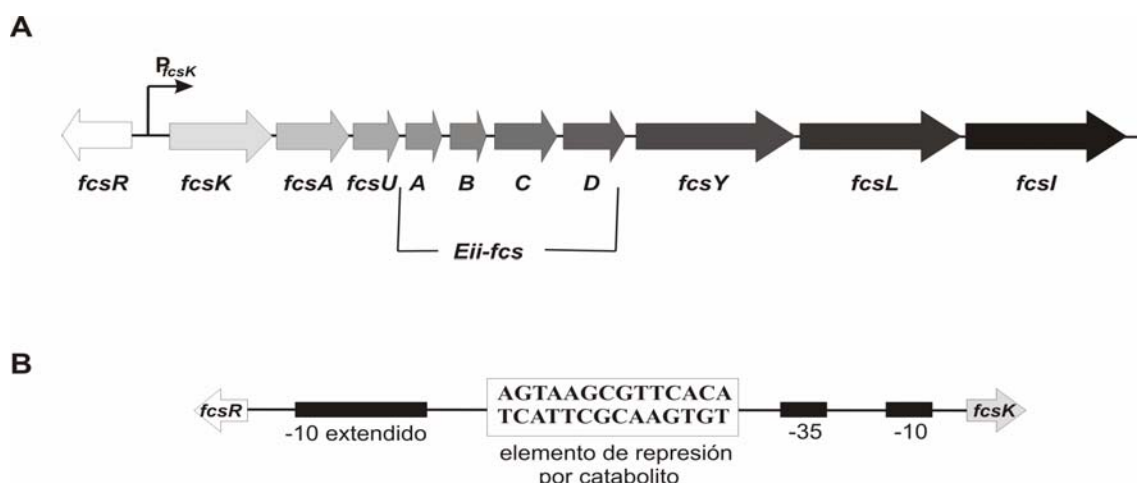 A
PfcsK
fcsR fcsK fcsA fcsU A B C D fcsY fcsL fcsI
Eii-fcs
B
fcsR AGTAAGCGTTCACA fcsK
TCATTCGCAAGTGT
-10 extendido -35 -10
elemento de represión
por catabolito